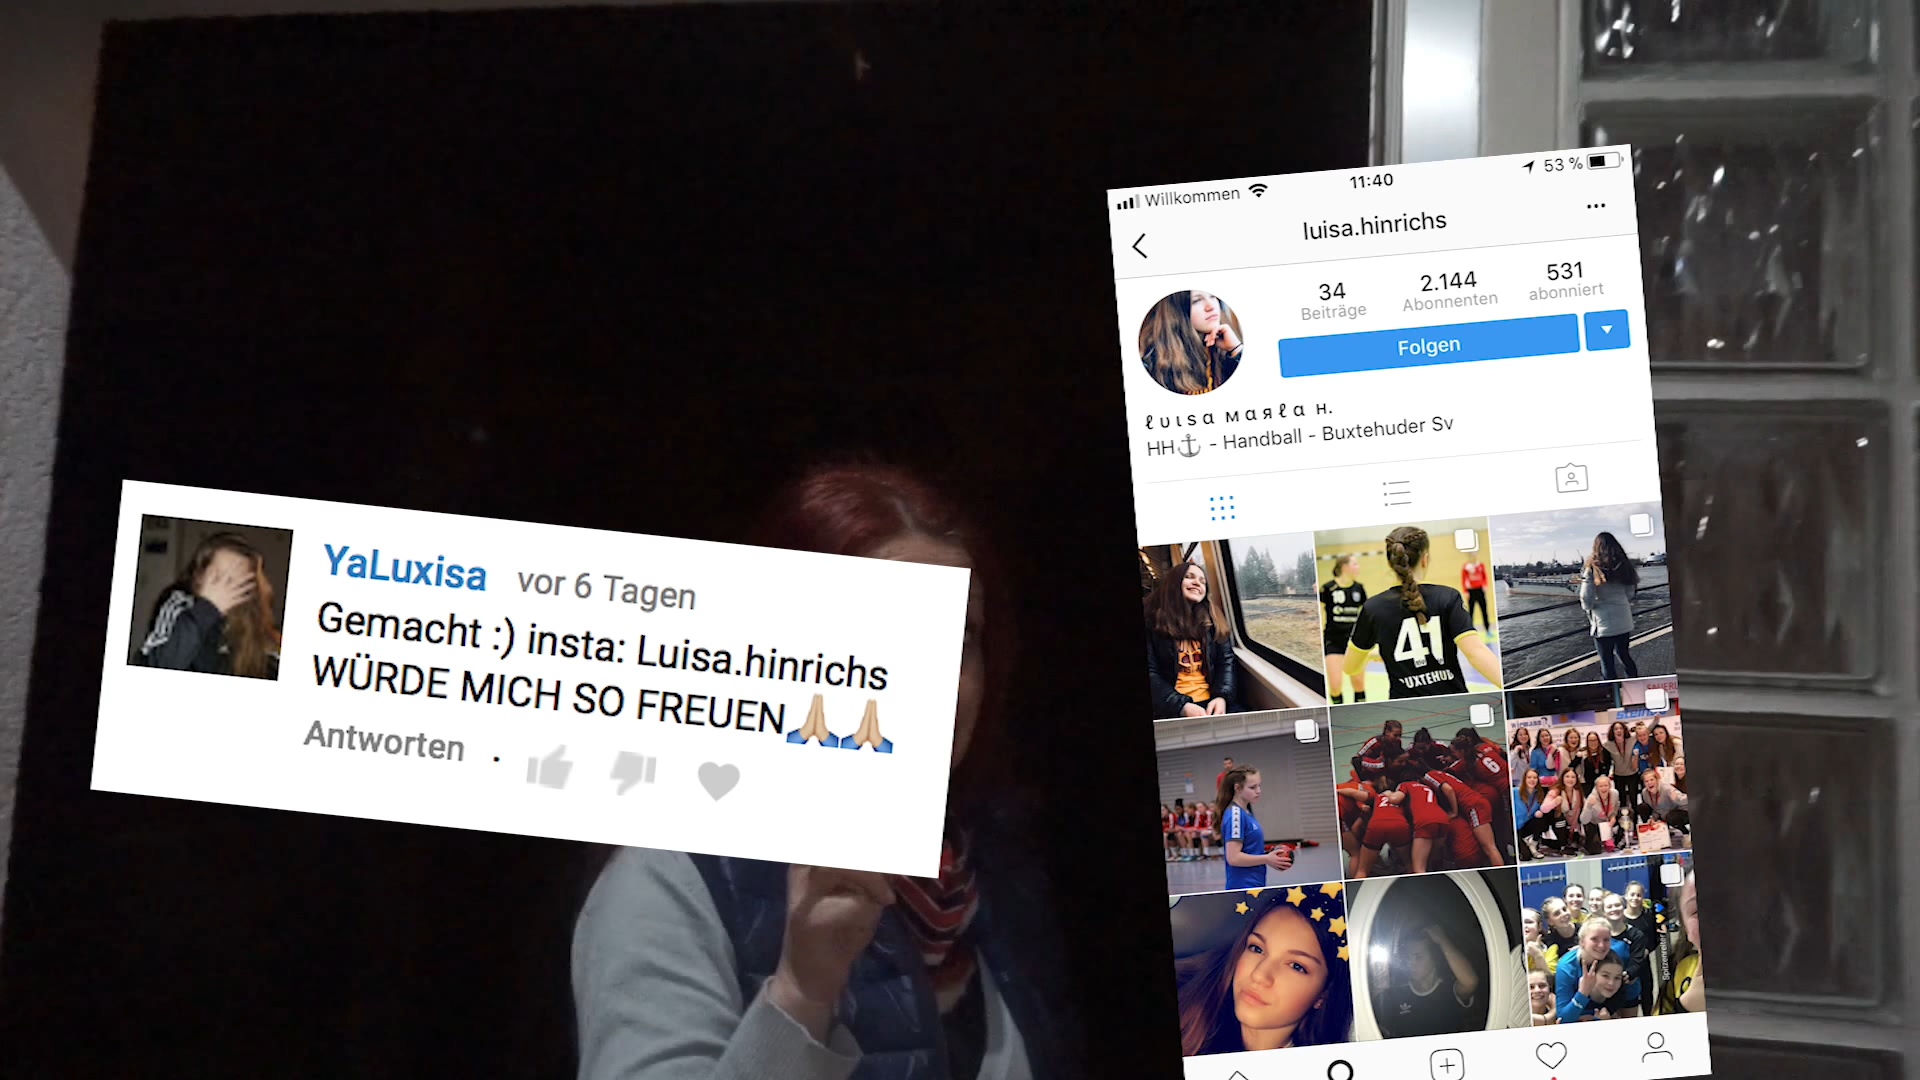 YaLuxisa vor 6 Tagen
Gemacht :) insta: Luisa.hinrichs
WÜRDE MICH SO FREUEN🙏🏼🙏🏼
Antworten .
Willkommen 11:40 53 %
luisa.hinrichs
34 2.144 531
Beiträge Abonnenten abonniert
Folgen
ℓυιѕα мαяℓα н.
HH⚓ - Handball - Buxtehuder Sv
41
BUXTEHUD